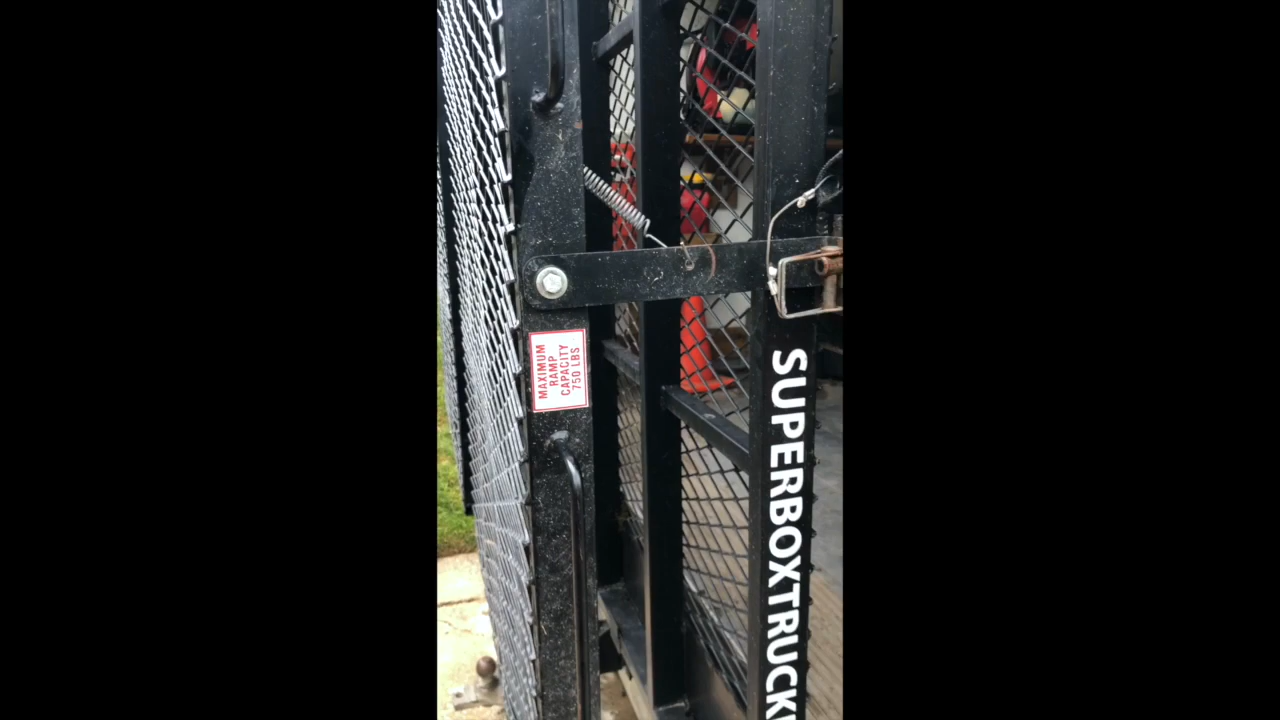 MAXIMUM
RAMP
CAPACITY
750 LBS
SUPERBOXTRUCK